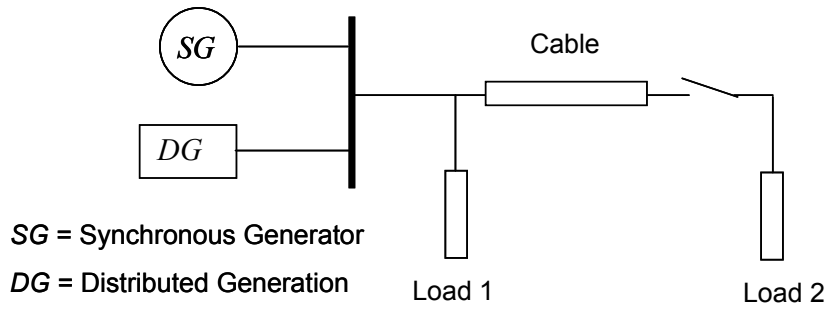 SG
Cable
DG
SG = Synchronous Generator
DG = Distributed Generation
Load 1
Load 2